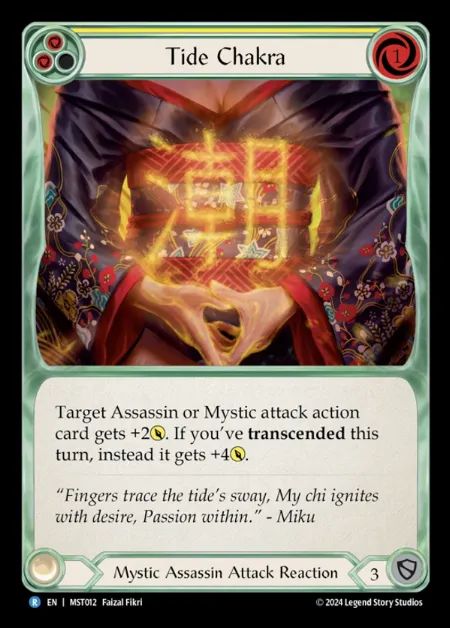 Tide Chakra
1
潮
Target Assassin or Mystic attack action
card gets +2. If you've transcended this
turn, instead it gets +4.
“Fingers trace the tide's sway, My chi ignites
with desire, Passion within.” - Miku
Mystic Assassin Attack Reaction
3
R EN | MST012 Faizal Fikri
© 2024 Legend Story Studios